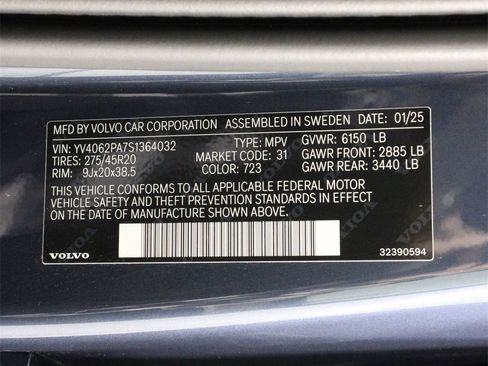 MFD BY VOLVO CAR CORPORATION ASSEMBLED IN SWEDEN DATE: 01/25
VIN: YV4062PA7S1364032 TYPE: MPV GVWR: 6150 LB
TIRES: 275/45R20 MARKET CODE: 31 GAWR FRONT: 2885 LB
RIM: 9Jx20x38.5 COLOR: 723 GAWR REAR: 3440 LB
THIS VEHICLE CONFORMS TO ALL APPLICABLE FEDERAL MOTOR
VEHICLE SAFETY AND THEFT PREVENTION STANDARDS IN EFFECT
ON THE DATE OF MANUFACTURE SHOWN ABOVE.
VOLVO 32390594